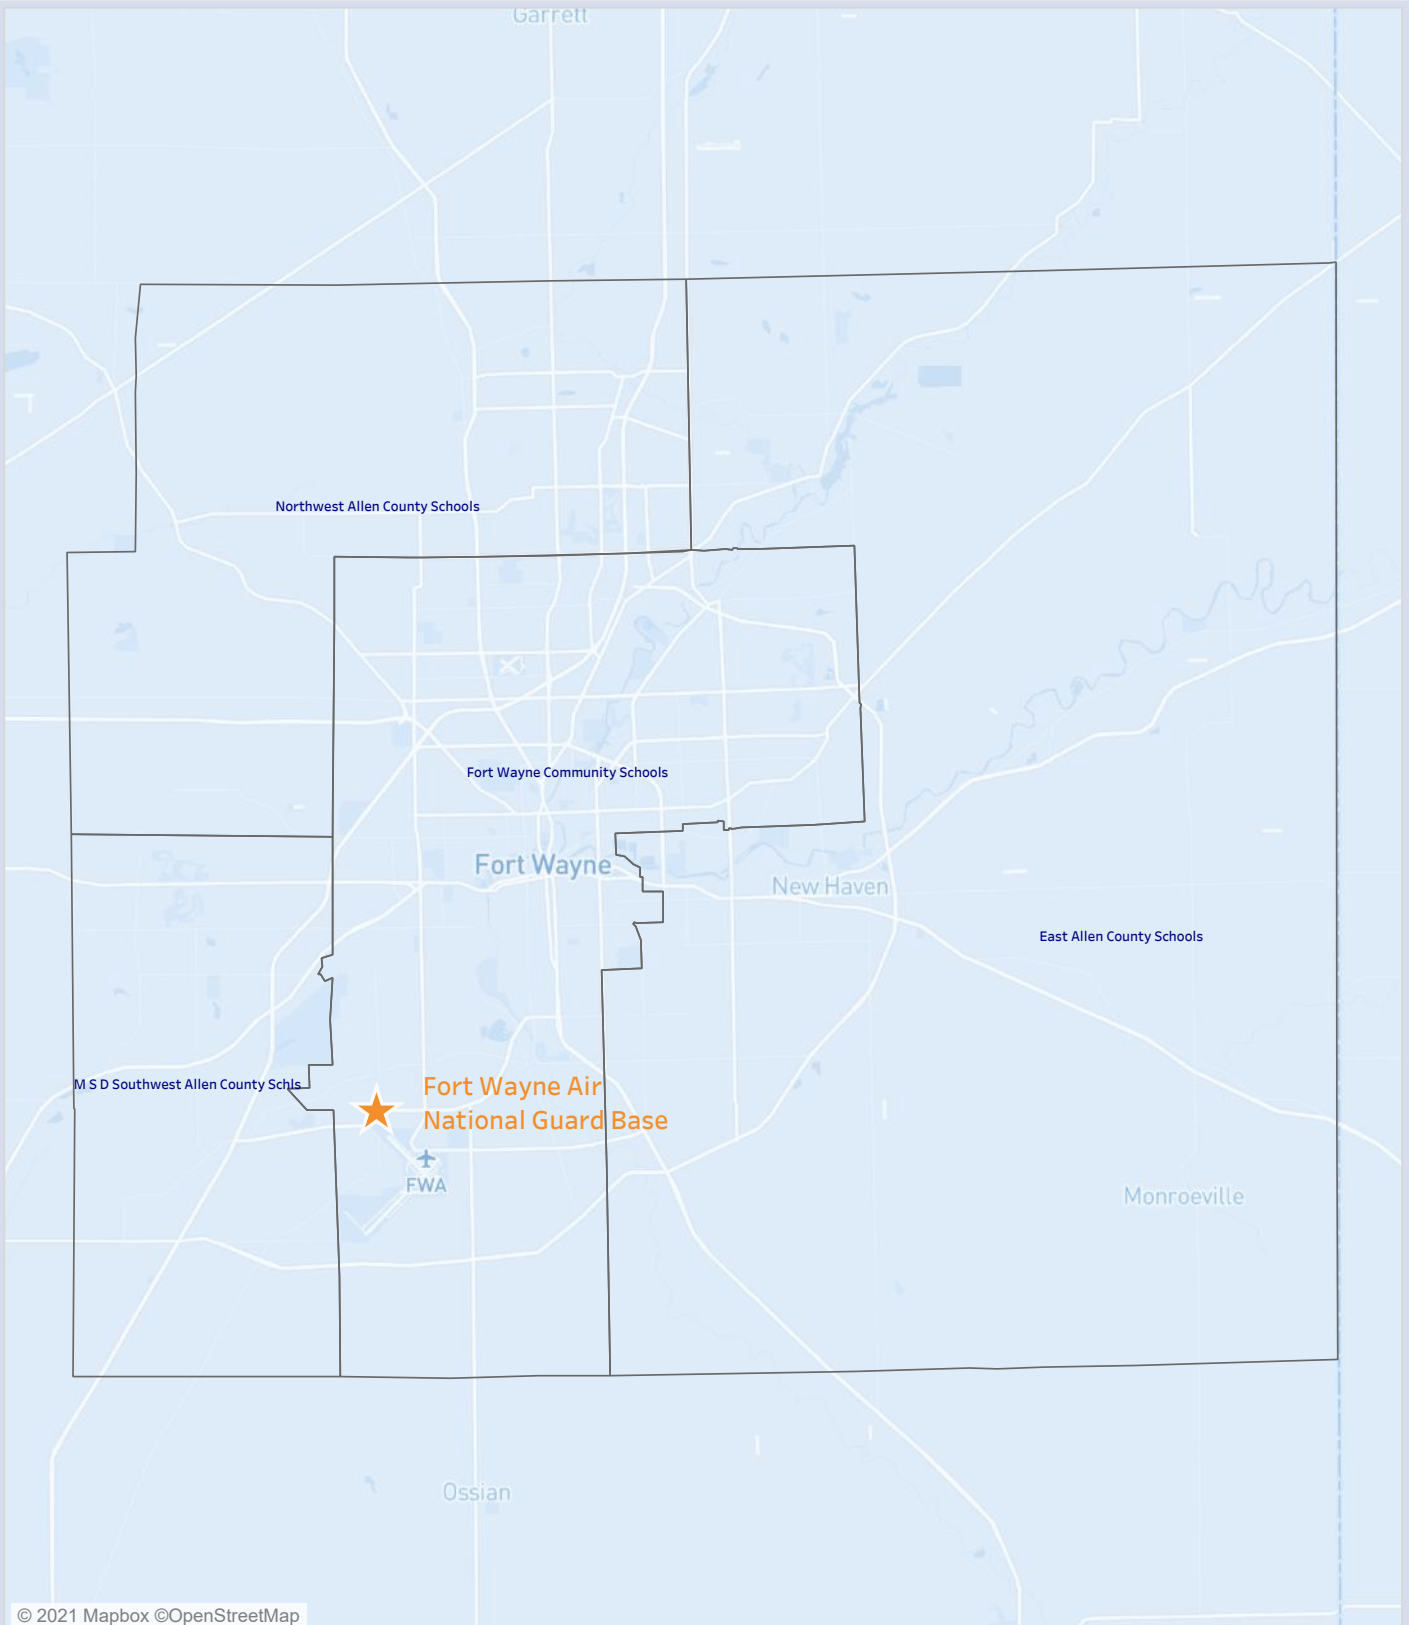 Garrett
Northwest Allen County Schools
Fort Wayne Community Schools
Fort Wayne
New Haven
East Allen County Schools
M S D Southwest Allen County Schls
Fort Wayne Air
National Guard Base
FWA
Monroeville
Ossian
© 2021 Mapbox ©OpenStreetMap